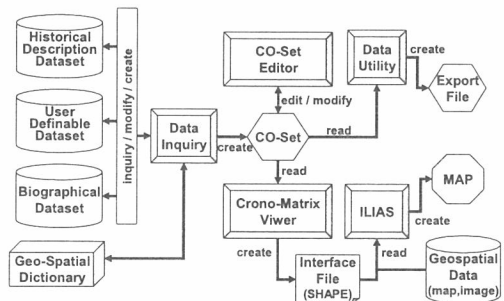 Historical
Description
Dataset
User
Definable
Dataset
Biographical
Dataset
Geo-Spatial
Dictionary
inquiry / modify / create
Data
Inquiry
create
CO-Set
Editor
edit / modify
CO-Set
read
read
Data
Utility
create
Export
File
Crono-Matrix
Viwer
create
Interface
File
(SHAPE)
ILIAS
read
create
MAP
Geospatial
Data
(map,image)